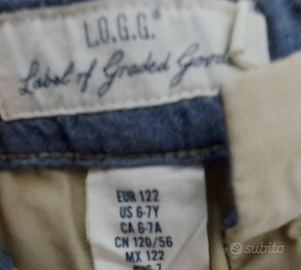 L.O.G.G.®
Label of Graded Goods
EUR 122
US 6-7Y
CA 6-7A
CN 120/56
MX 122
subito